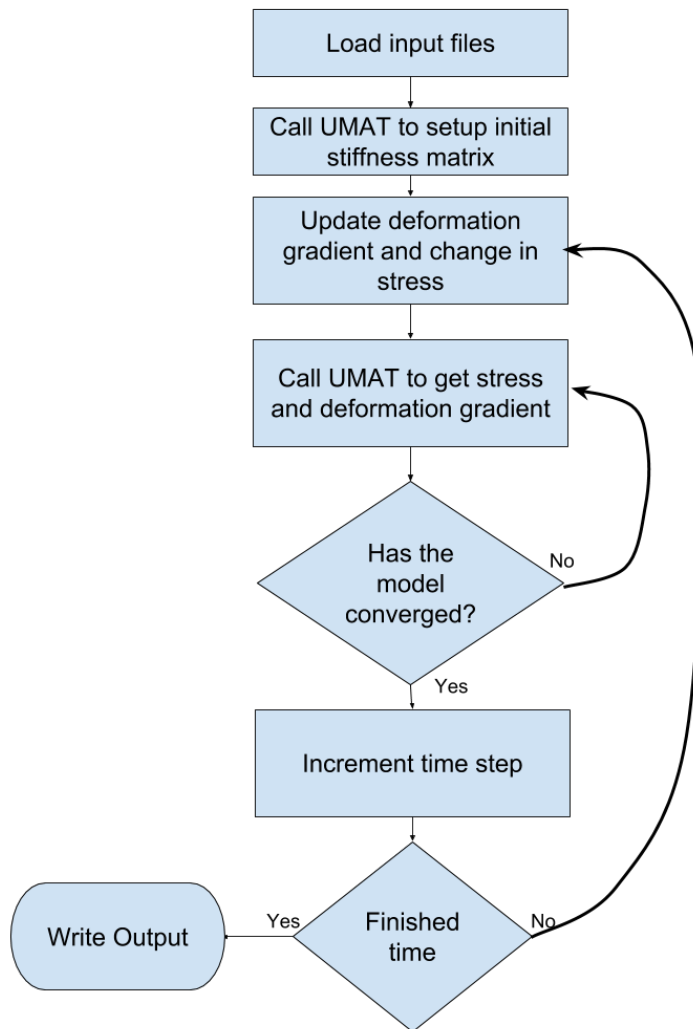 Load input files
Call UMAT to setup initial
stiffness matrix
Update deformation
gradient and change in
stress
Call UMAT to get stress
and deformation gradient
Has the
model
converged?
No
Yes
Increment time step
Finished
time
Yes
No
Write Output